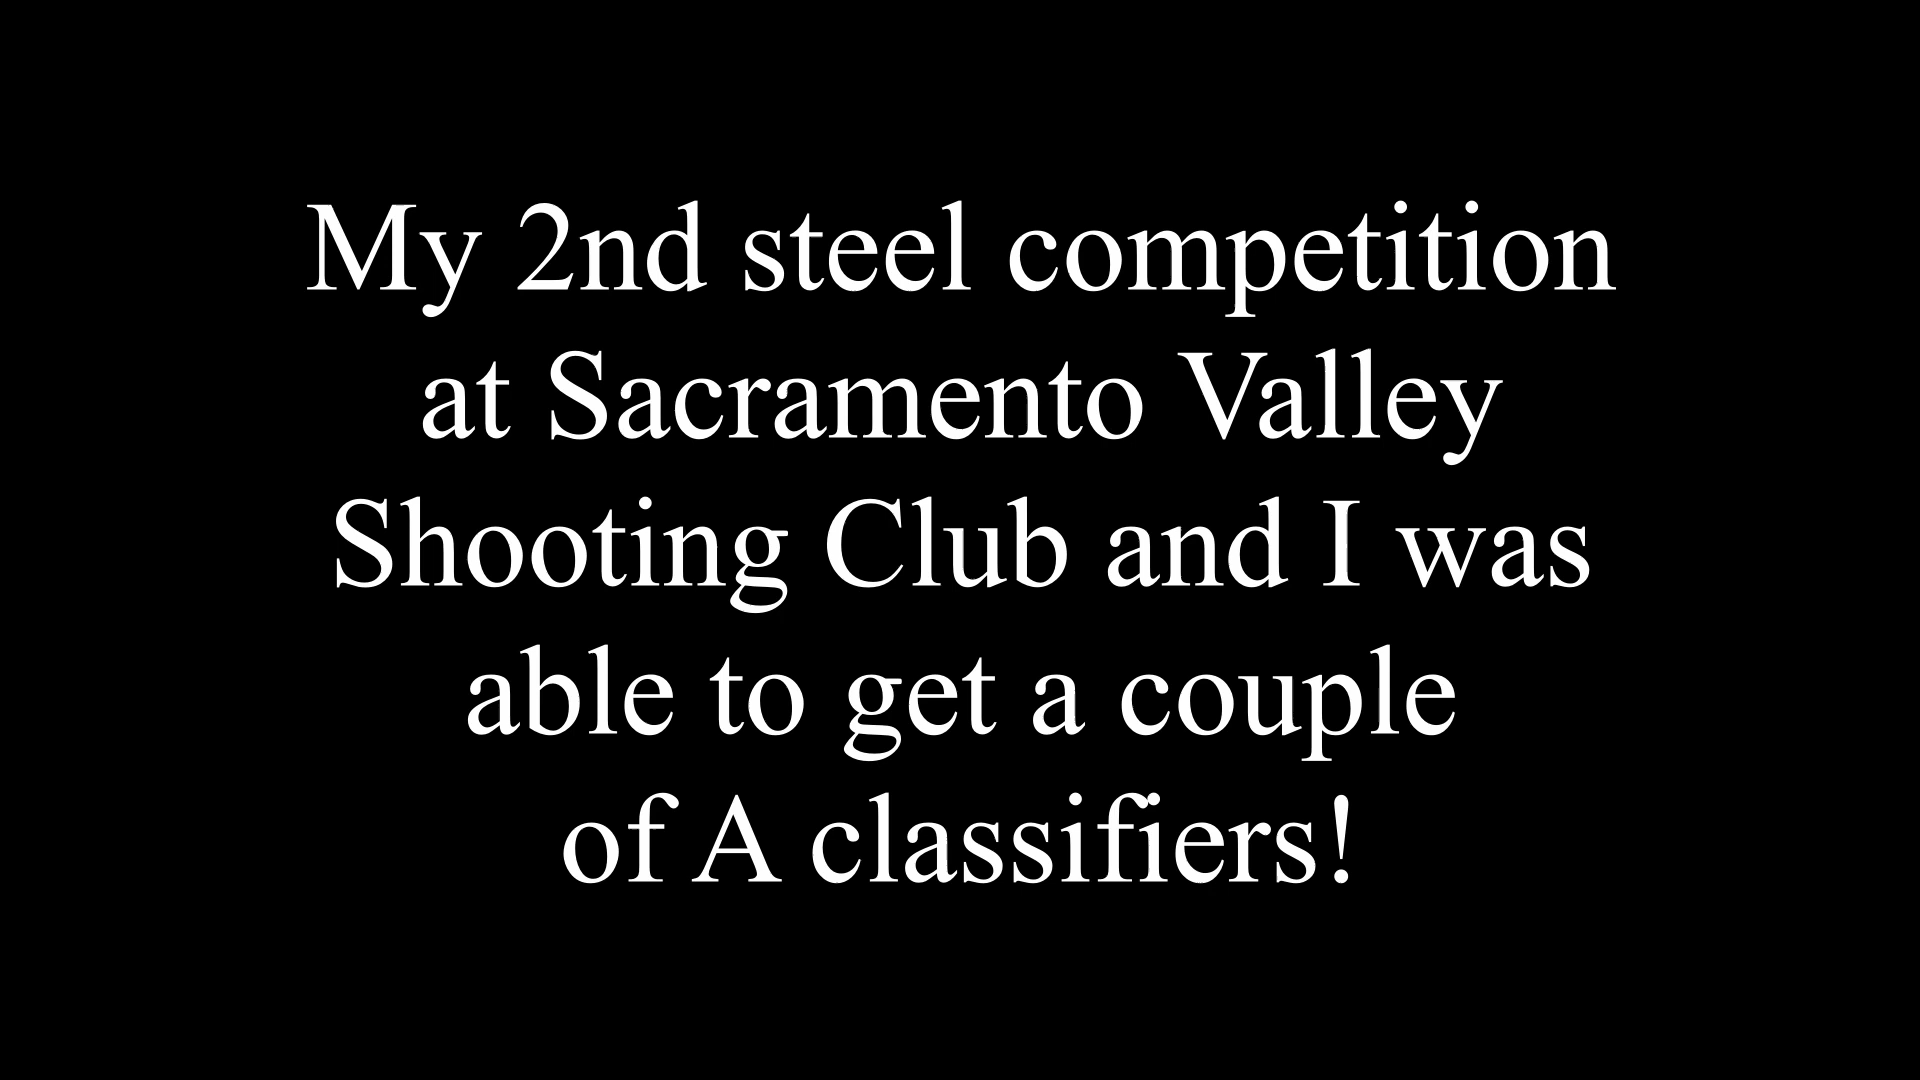 My 2nd steel competition
at Sacramento Valley
Shooting Club and I was
able to get a couple
of A classifiers!